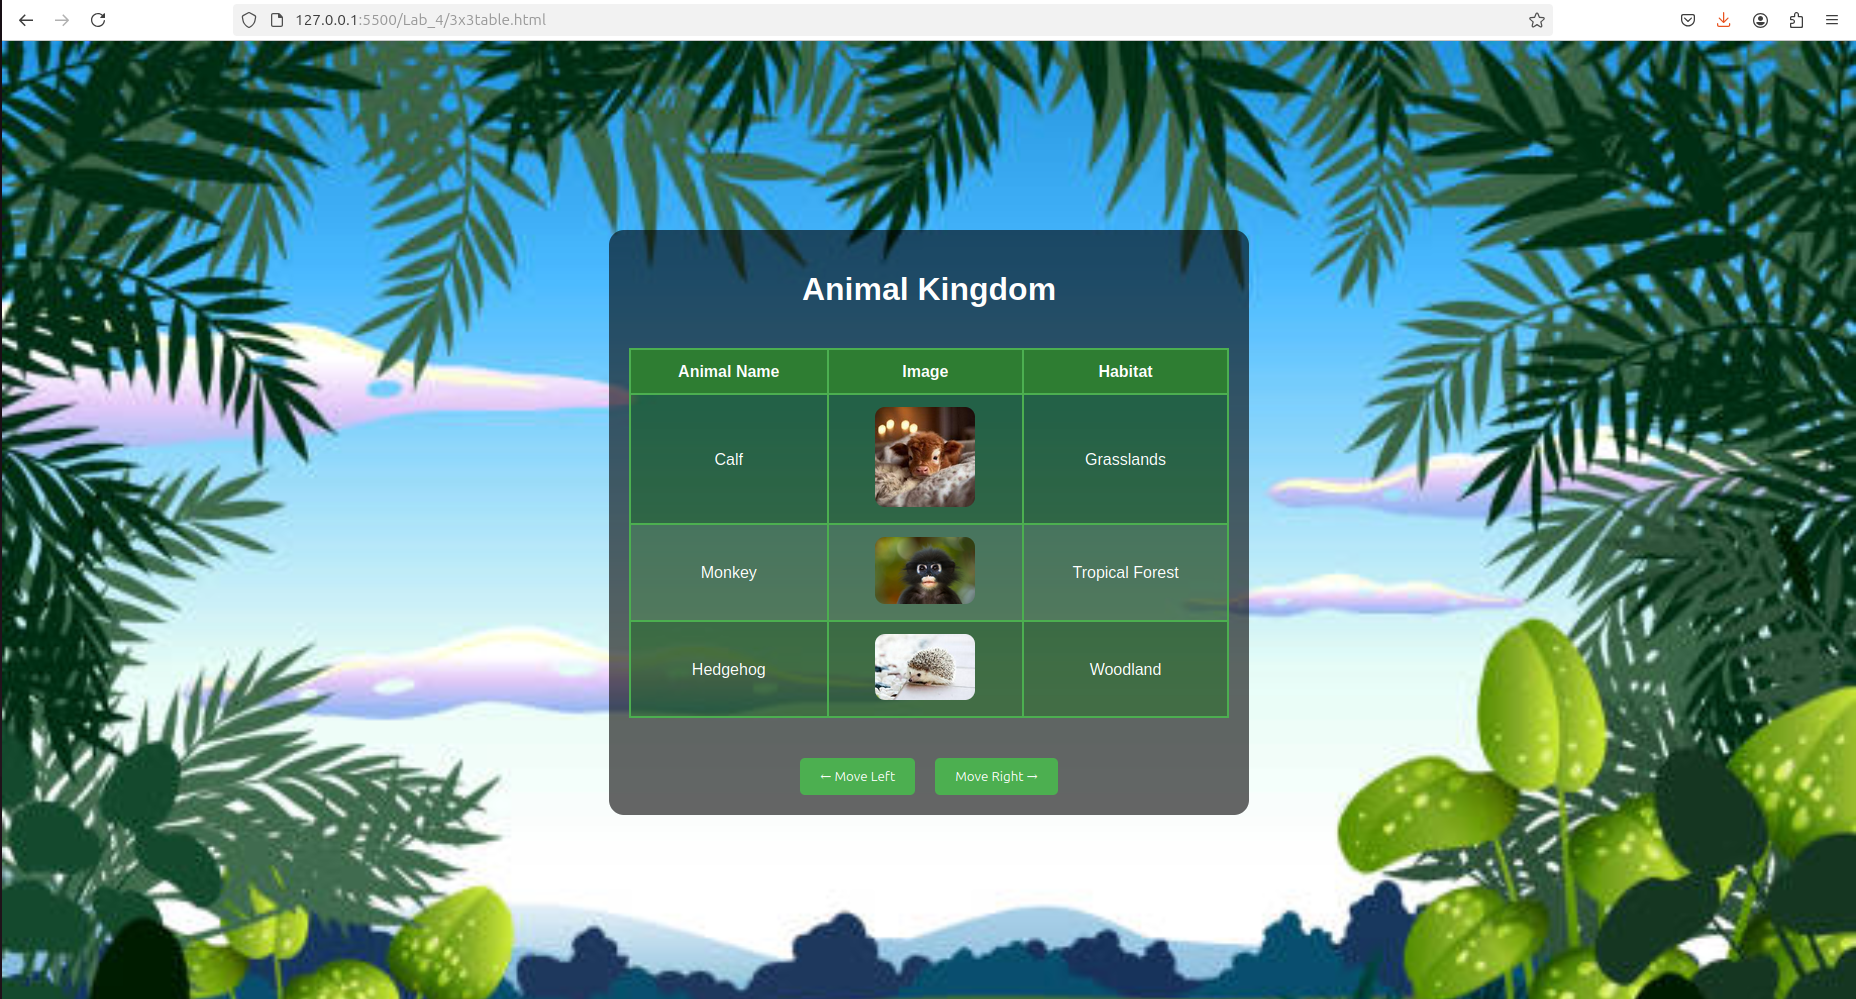 127.0.0.1:5500/Lab_4/3x3table.html
Animal Kingdom
Animal Name Image Habitat
Calf Grasslands
Monkey Tropical Forest
Hedgehog Woodland
← Move Left Move Right →